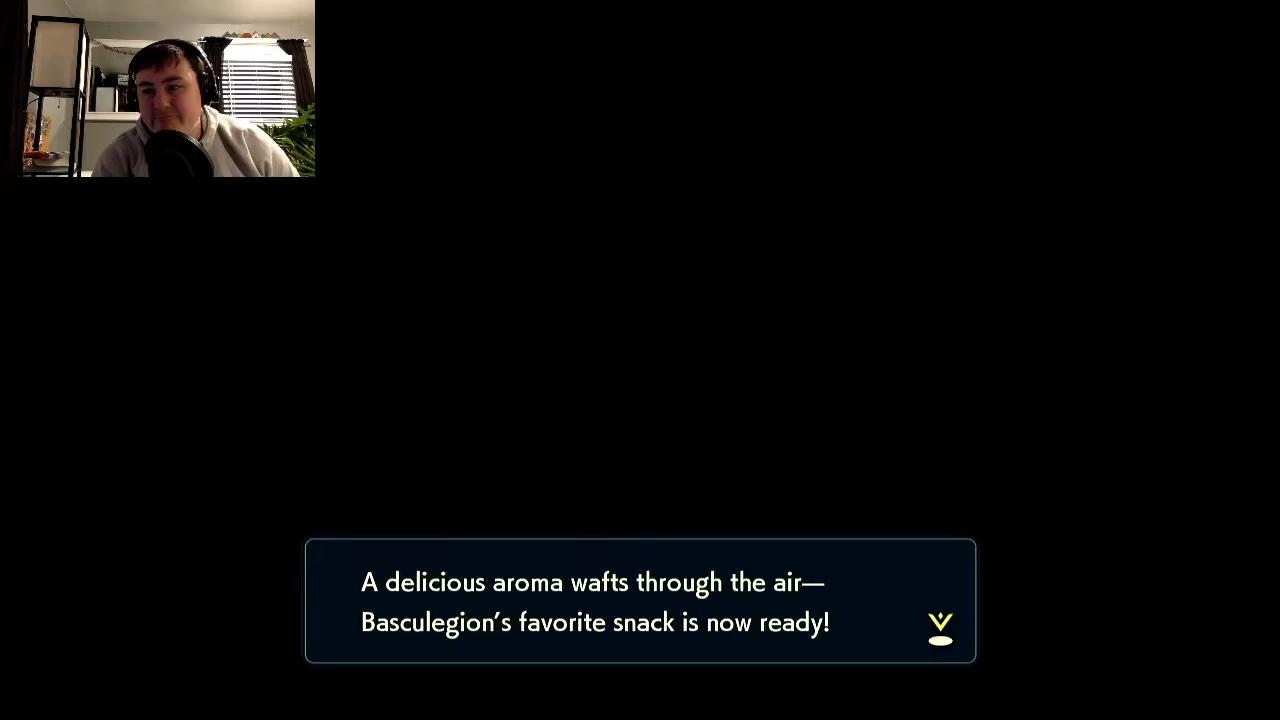 A delicious aroma wafts through the air—
Basculegion's favorite snack is now ready!